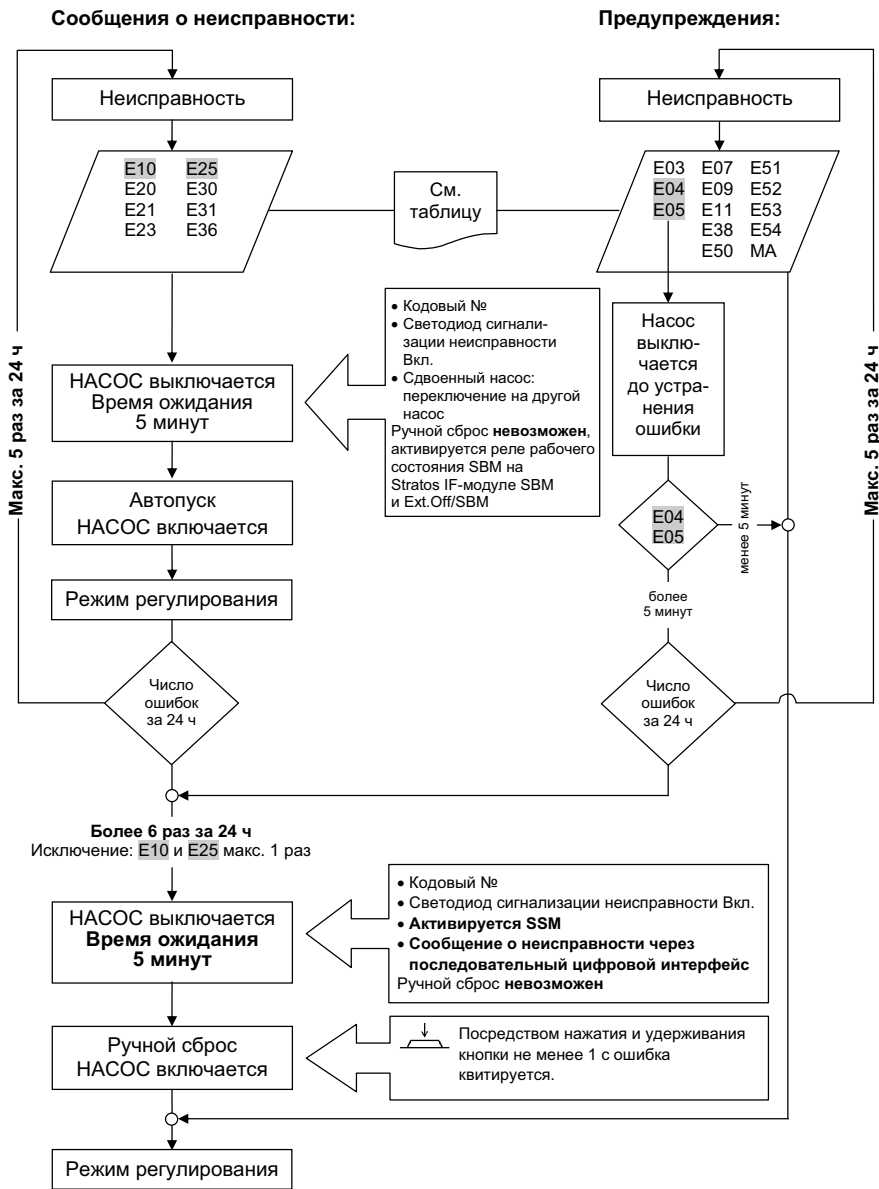 Сообщения о неисправности:
Предупреждения:
Неисправность
Неисправность
E10 E25
E20 E30
E21 E31
E23 E36
См.
таблицу
E03 E07 E51
E04 E09 E52
E05 E11 E53
E38 E54
E50 MA
Макс. 5 раз за 24 ч
• Кодовый №
• Светодиод сигнали-
зации неисправности
Вкл.
• Сдвоенный насос:
переключение на другой
насос
Ручной сброс невозможен,
активируется реле рабочего
состояния SBM на
Stratos IF-модуле SBM
и Ext.Off/SBM
Насос
выклю-
чается
до устра-
нения
ошибки
Макс. 5 раз за 24 ч
НАСОС выключается
Время ожидания
5 минут
Автопуск
НАСОС включается
E04
E05
менее 5 минут
более
5 минут
Режим регулирования
Число
ошибок
за 24 ч
Число
ошибок
за 24 ч
Более 6 раз за 24 ч
Исключение: E10 и E25 макс. 1 раз
НАСОС выключается
Время ожидания
5 минут
• Кодовый №
• Светодиод сигнализации неисправности Вкл.
• Активируется SSM
• Сообщение о неисправности через
последовательный цифровой интерфейс
Ручной сброс невозможен
Ручной сброс
НАСОС включается
Посредством нажатия и удерживания
кнопки не менее 1 с ошибка
квитируется.
Режим регулирования